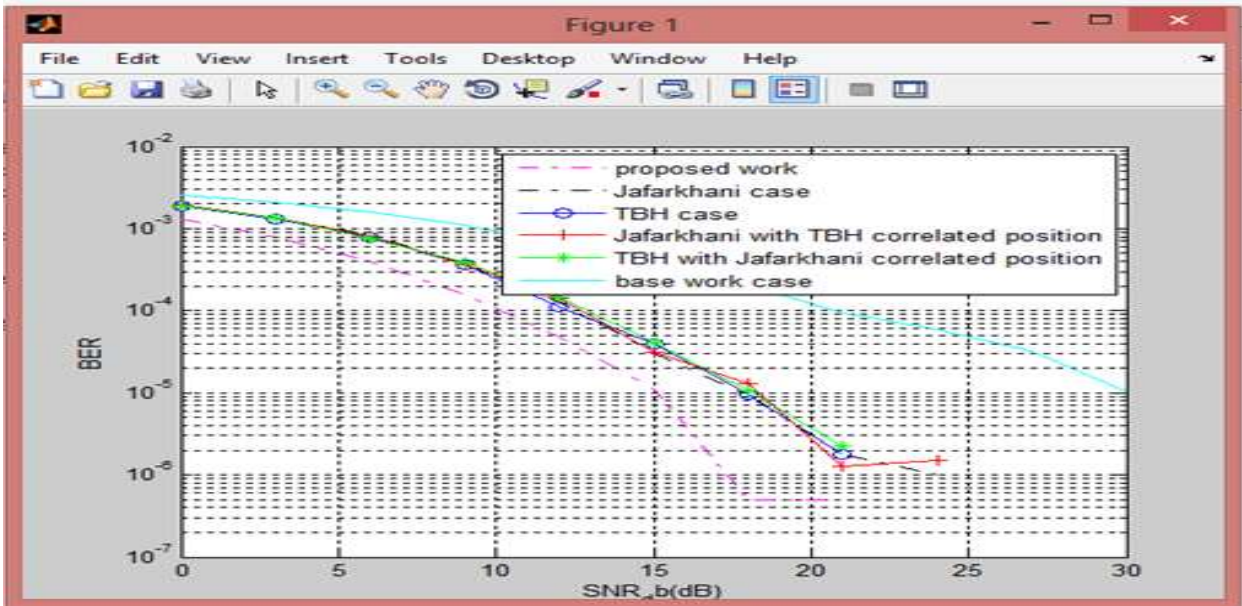 Figure 1
File Edit View Insert Tools Desktop Window Help
10^-2
10^-3
10^-4
10^-5
10^-6
10^-7
BER
proposed work
Jafarkhani case
TBH case
Jafarkhani with TBH correlated position
TBH with Jafarkhani correlated position
base work case
0 5 10 15 20 25 30
SNR,b(dB)